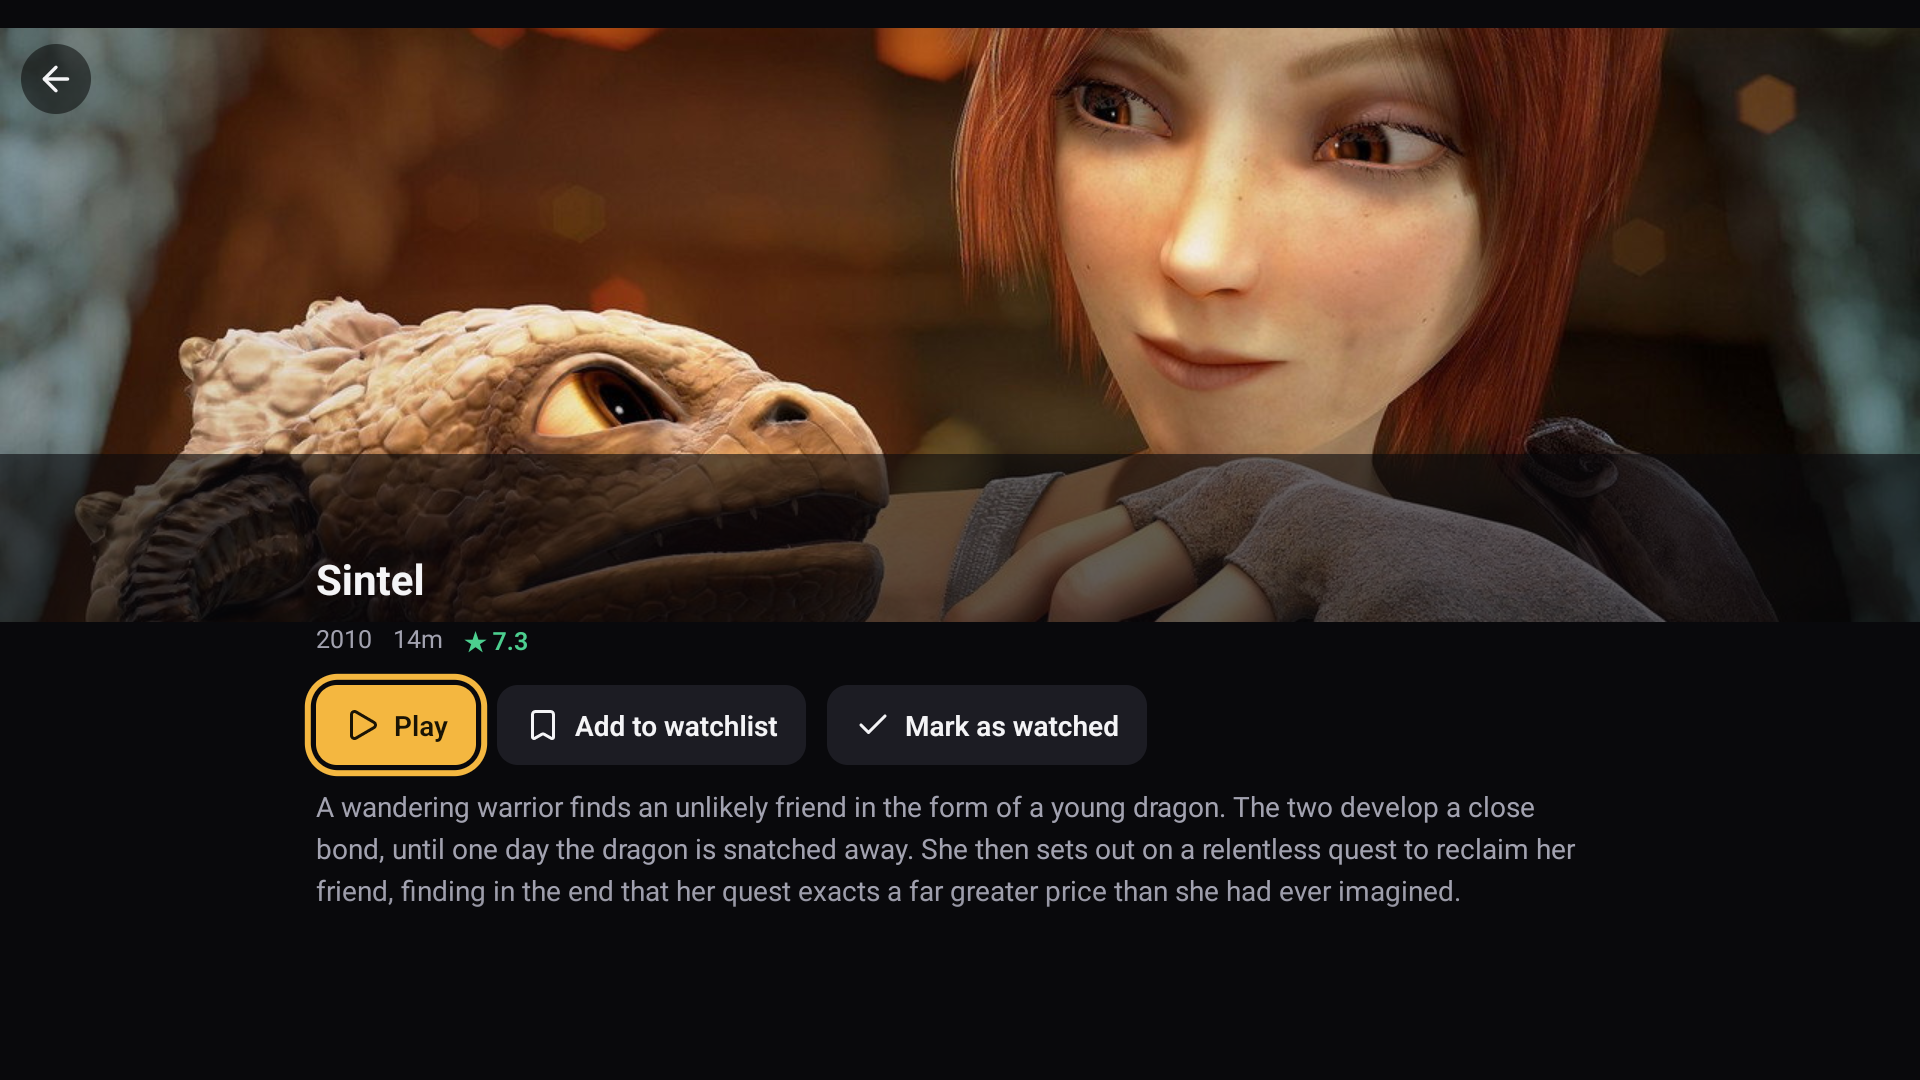 Sintel
2010 14m ★ 7.3
Play
Add to watchlist
Mark as watched
A wandering warrior finds an unlikely friend in the form of a young dragon. The two develop a close
bond, until one day the dragon is snatched away. She then sets out on a relentless quest to reclaim her
friend, finding in the end that her quest exacts a far greater price than she had ever imagined.